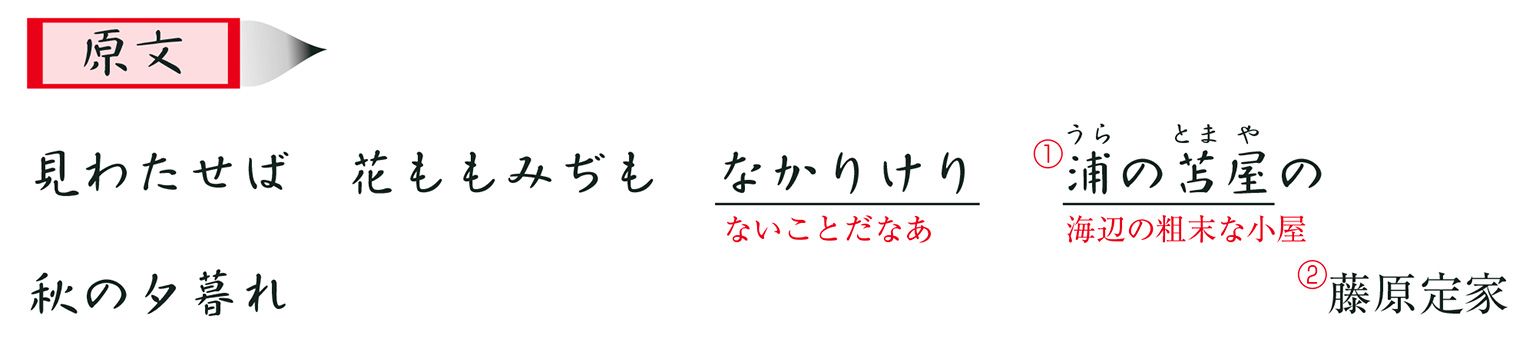 原文
うら とまや
見わたせば 花ももみぢも なかりけり ①浦の苫屋の
ないことだなあ 海辺の粗末な小屋
秋の夕暮れ
②藤原定家